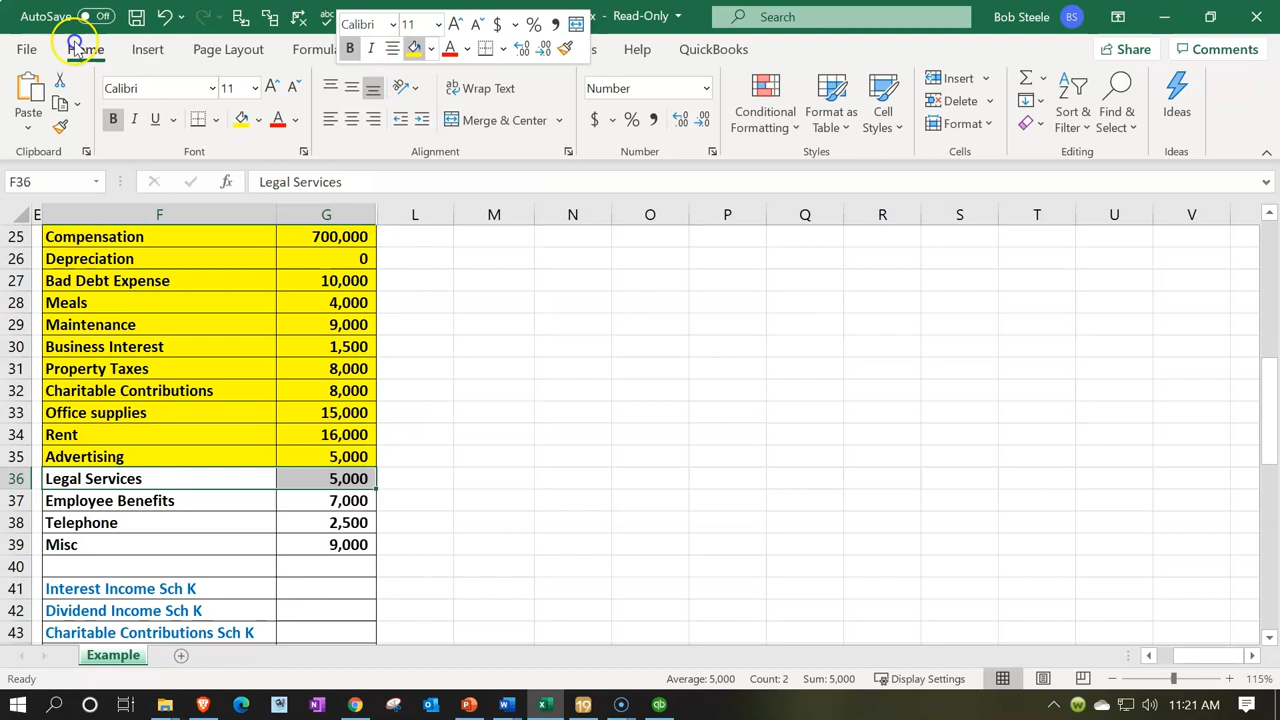 AutoSave Off
Calibri 11
- Read-Only
Search
Bob Steele BS
File Home Insert Page Layout Formula s Help QuickBooks Share Comments
Paste
Calibri 11
Wrap Text
Merge & Center
Number
Conditional Formatting
Format as Table
Cell Styles
Insert
Delete
Format
Sort & Filter
Find & Select
Ideas
Clipboard Font Alignment Number Styles Cells Editing Ideas
F36 fx Legal Services
E F G L M N O P Q R S T U V
25 Compensation 700,000
26 Depreciation 0
27 Bad Debt Expense 10,000
28 Meals 4,000
29 Maintenance 9,000
30 Business Interest 1,500
31 Property Taxes 8,000
32 Charitable Contributions 8,000
33 Office supplies 15,000
34 Rent 16,000
35 Advertising 5,000
36 Legal Services 5,000
37 Employee Benefits 7,000
38 Telephone 2,500
39 Misc 9,000
40
41 Interest Income Sch K
42 Dividend Income Sch K
43 Charitable Contributions Sch K
Example
Ready Average: 5,000 Count: 2 Sum: 5,000 Display Settings 115%
11:21 AM